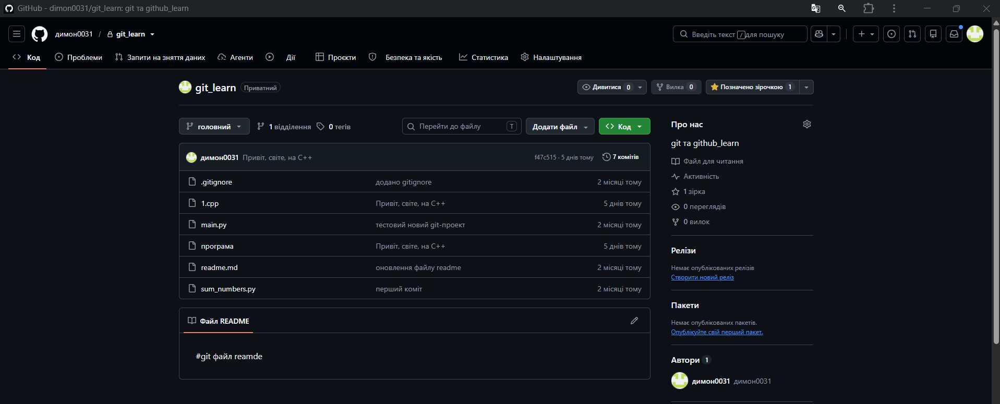 GitHub - dimon0031/git_learn: git та github_learn
димон0031 / git_learn
Введіть текст / для пошуку
Код Проблеми Запити на зняття даних Агенти Дії Проєкти Безпека та якість Статистика Налаштування
git_learn Приватний
Дивитися 0 Вилка 0 Позначено зірочкою 1
головний 1 відділення 0 тегів
Перейти до файлу T Додати файл Код
димон0031 Привіт, світе, на C++ f47c515 · 5 днів тому 7 комітів
.gitignore додано gitignore 2 місяці тому
1.cpp Привіт, світе, на C++ 5 днів тому
main.py тестовий новий git-проект 2 місяці тому
програма Привіт, світе, на C++ 5 днів тому
readme.md оновлення файлу readme 2 місяці тому
sum_numbers.py перший коміт 2 місяці тому
Файл README
#git файл reamde
Про нас
git та github_learn
Файл для читання
Активність
1 зірка
0 переглядів
0 вилок
Релізи
Немає опублікованих релізів
Створити новий реліз
Пакети
Немає опублікованих пакетів.
Опублікуйте свій перший пакет.
Автори 1
димон0031 димон0031